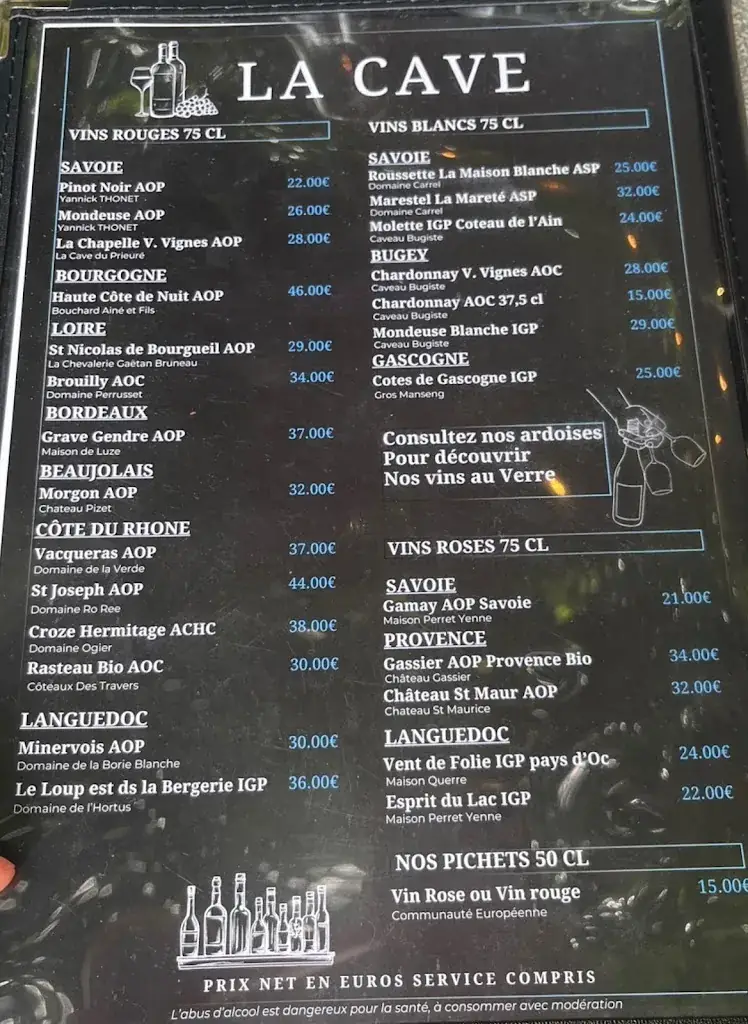 LA CAVE
VINS ROUGES 75 CL
SAVOIE
Pinot Noir AOP 22.00€
Yannick THONET
Mondeuse AOP 26.00€
Yannick THONET
La Chapelle V. Vignes AOP 28.00€
La Cave du Prieuré
BOURGOGNE
Haute Côte de Nuit AOP 46.00€
Bouchard Ainé et Fils
LOIRE
St Nicolas de Bourgueil AOP 29.00€
La Chevalerie Gaëtan Bruneau
Brouilly AOC 34.00€
Domaine Perrusset
BORDEAUX
Grave Gendre AOP 37.00€
Maison de Luze
BEAUJOLAIS
Morgon AOP 32.00€
Chateau Pizet
CÔTE DU RHONE
Vacqueras AOP 37.00€
Domaine de la Verde
St Joseph AOP 44.00€
Domaine Ro Ree
Croze Hermitage ACHC 38.00€
Domaine Ogier
Rasteau Bio AOC 30.00€
Côteaux Des Travers
LANGUEDOC
Minervois AOP 30.00€
Domaine de la Borie Blanche
Le Loup est ds la Bergerie IGP 36.00€
Domaine de l'Hortus
VINS BLANCS 75 CL
SAVOIE
Roussette La Maison Blanche ASP 25.00€
Domaine Carrel
Marestel La Mareté ASP 32.00€
Domaine Carrel
Molette IGP Coteau de l'Ain 24.00€
Caveau Bugiste
BUGEY
Chardonnay V. Vignes AOC 28.00€
Caveau Bugiste
Chardonnay AOC 37,5 cl 15.00€
Caveau Bugiste
Mondeuse Blanche IGP 29.00€
Caveau Bugiste
GASCOGNE
Cotes de Gascogne IGP 25.00€
Gros Manseng
Consultez nos ardoises
Pour découvrir
Nos vins au Verre
VINS ROSES 75 CL
SAVOIE
Gamay AOP Savoie 21.00€
Maison Perret Yenne
PROVENCE
Gassier AOP Provence Bio 34.00€
Château Gassier
Château St Maur AOP 32.00€
Chateau St Maurice
LANGUEDOC
Vent de Folie IGP pays d'Oc 24.00€
Maison Querre
Esprit du Lac IGP 22.00€
Maison Perret Yenne
NOS PICHETS 50 CL
Vin Rose ou Vin rouge 15.00€
Communauté Européenne
PRIX NET EN EUROS SERVICE COMPRIS
L'abus d'alcool est dangereux pour la santé, à consommer avec modération